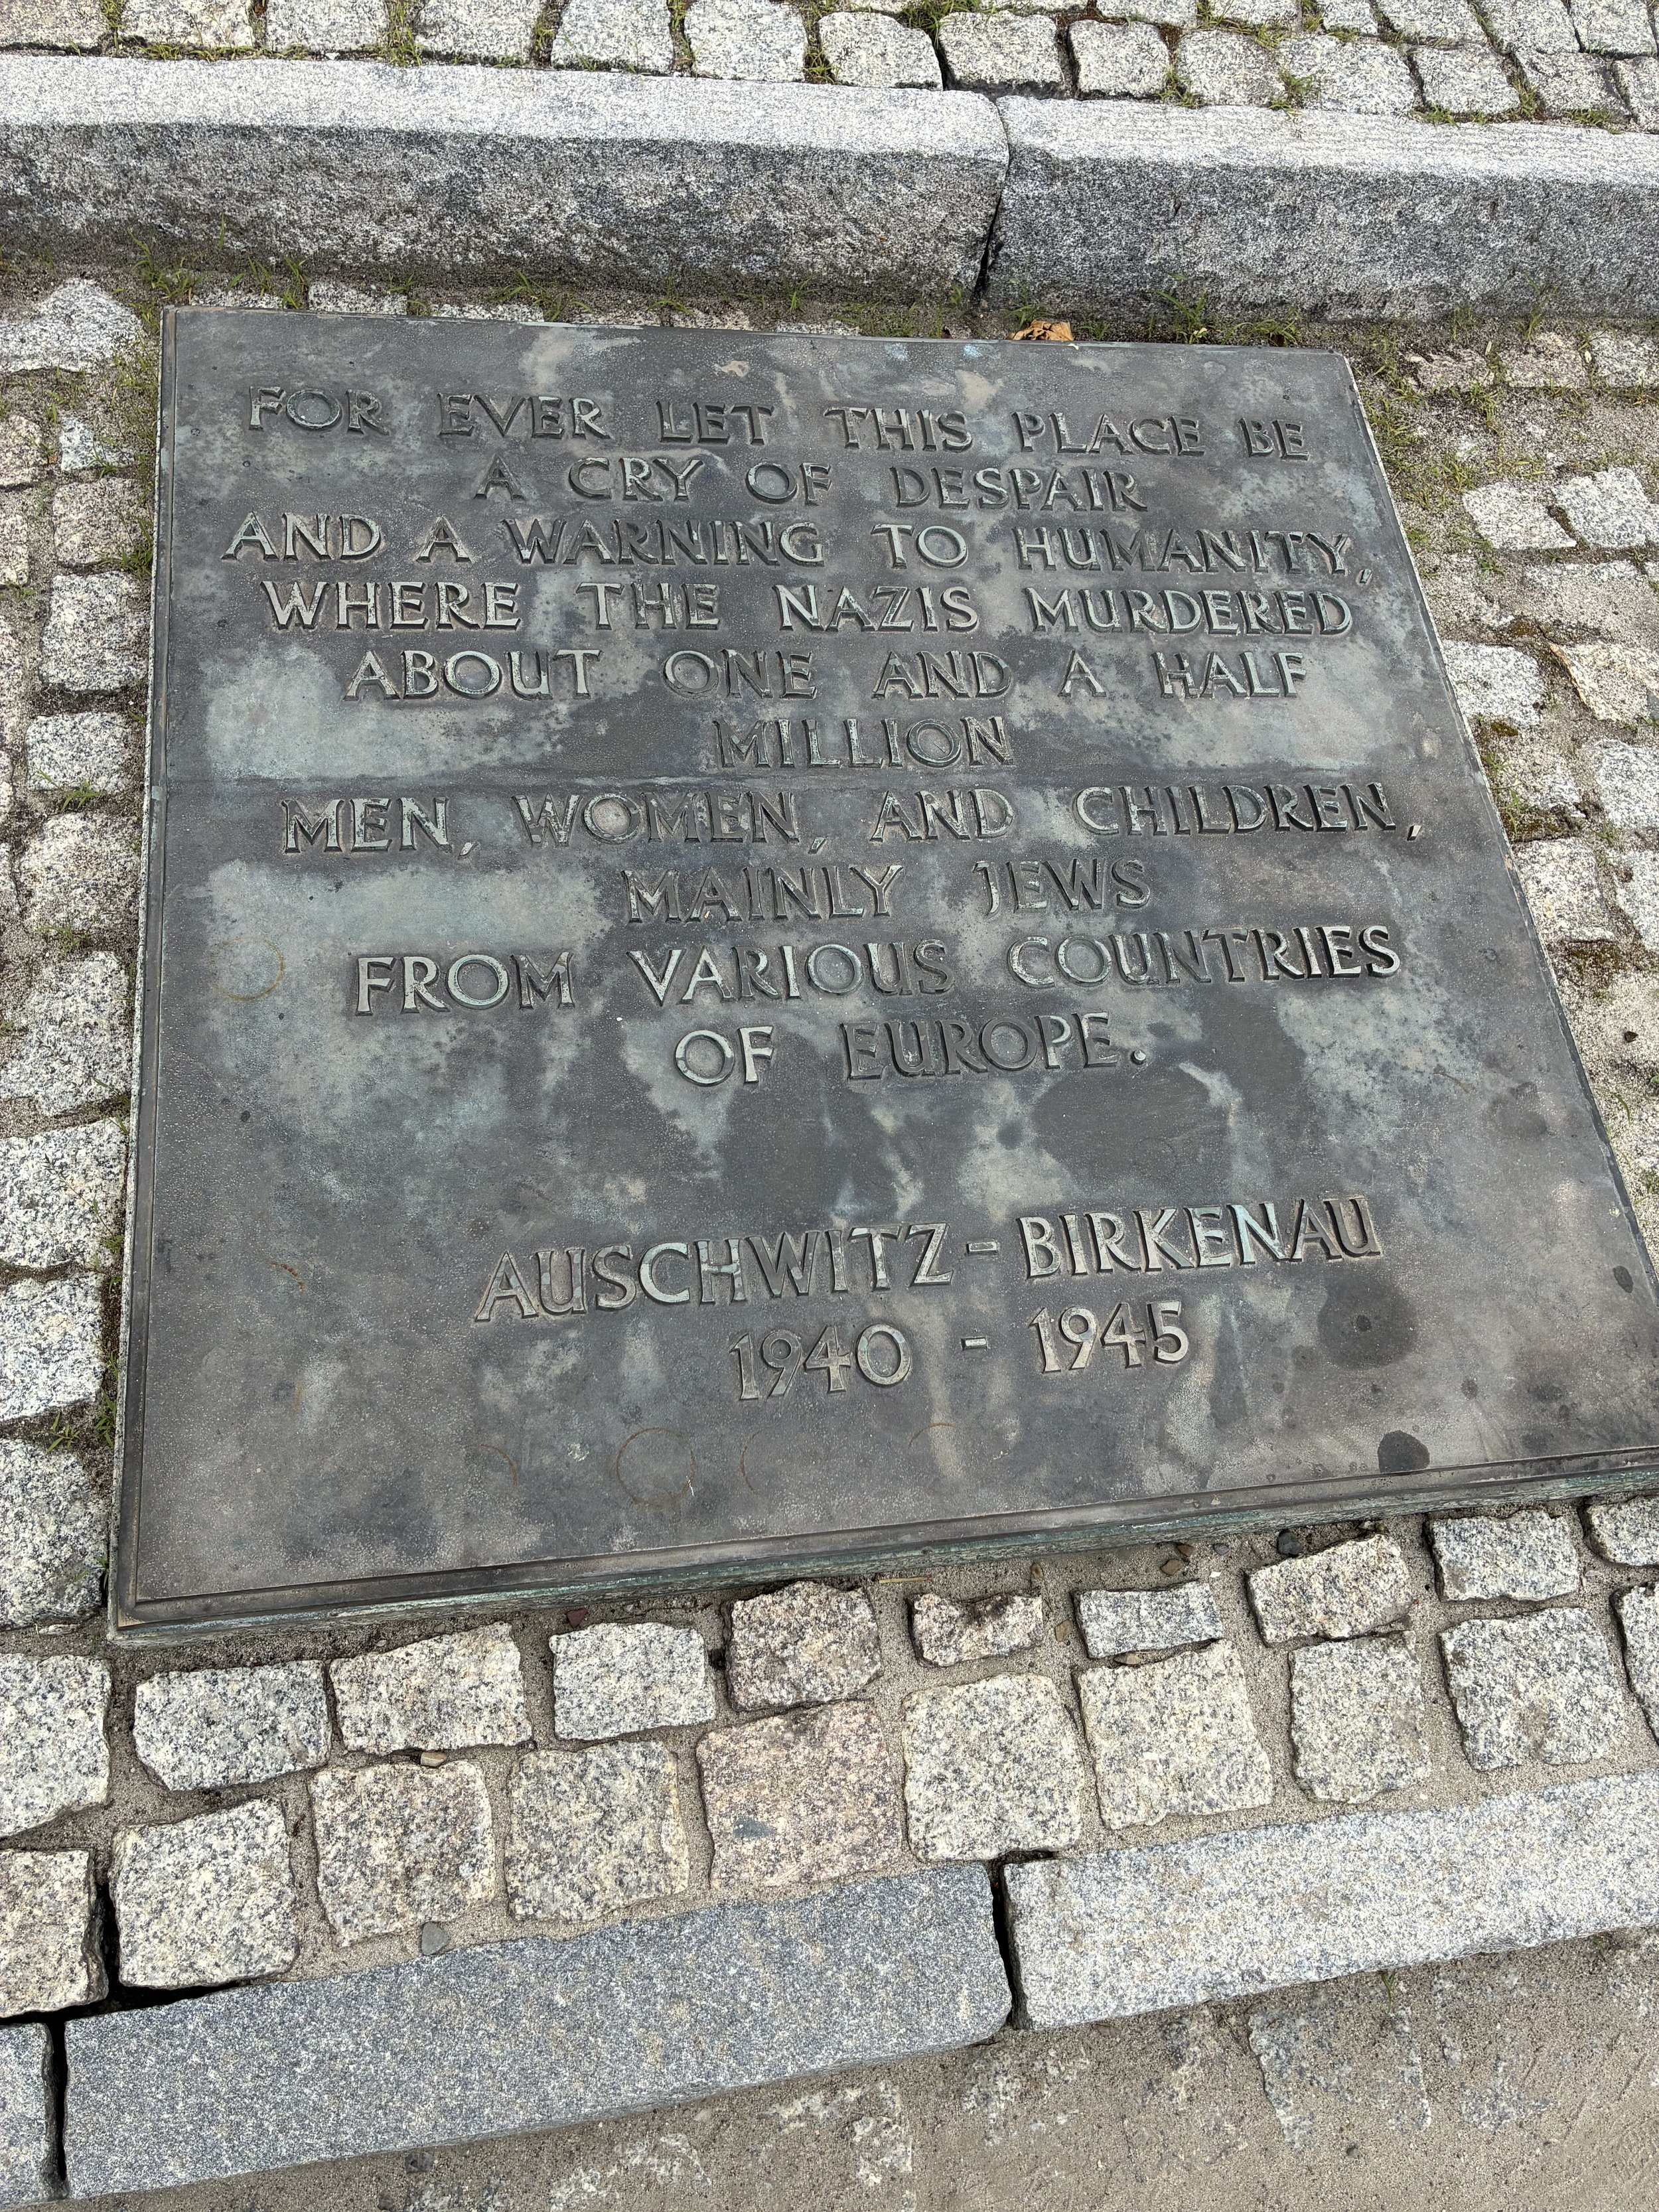 FOR EVER LET THIS PLACE BE
A CRY OF DESPAIR
AND A WARNING TO HUMANITY,
WHERE THE NAZIS MURDERED
ABOUT ONE AND A HALF
MILLION
MEN, WOMEN, AND CHILDREN,
MAINLY JEWS
FROM VARIOUS COUNTRIES
OF EUROPE.
AUSCHWITZ - BIRKENAU
1940 - 1945